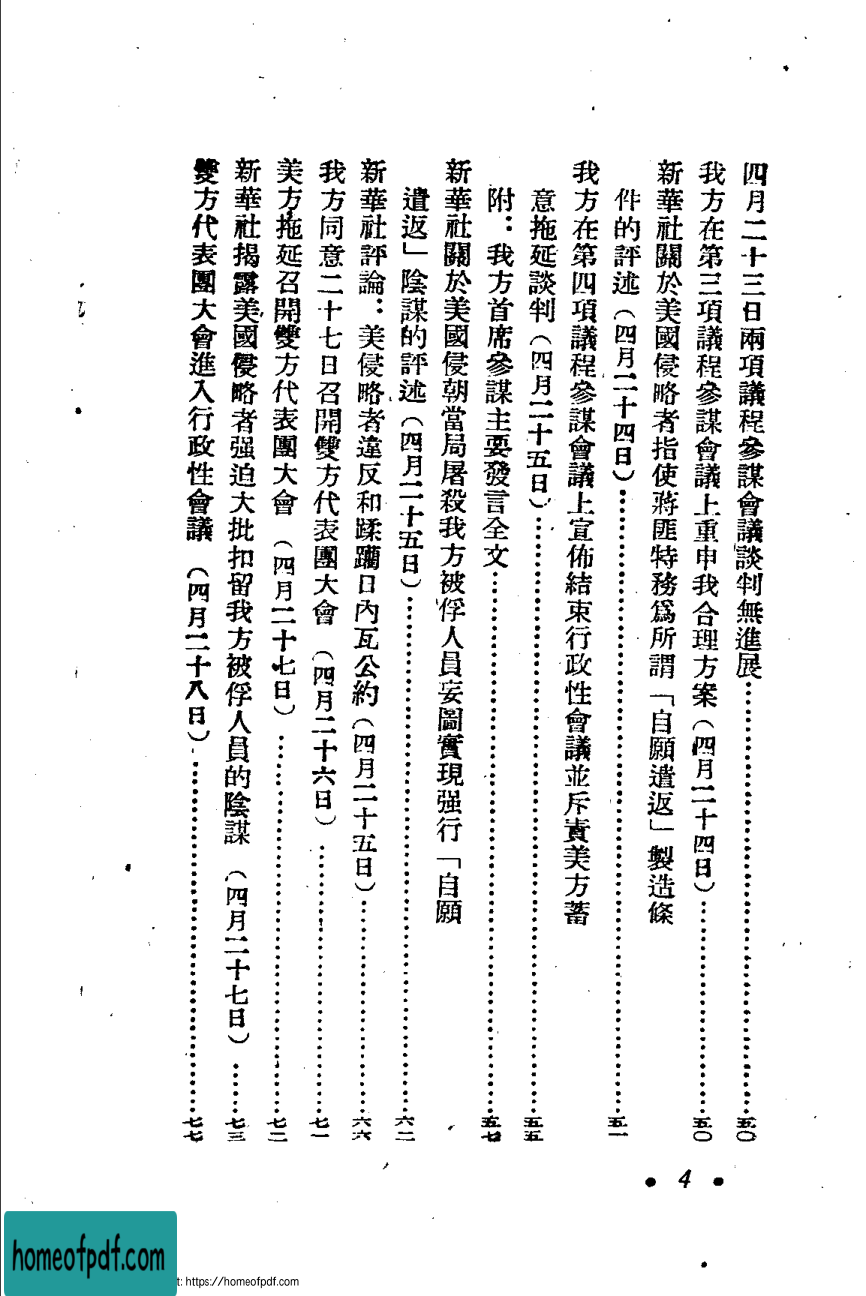 四月二十三日兩項議程參謀會議談判無進展……五〇
我方在第三項議程參謀會議上重申我合理方案（四月二十四日）……五〇
新華社關於美國侵略者指使蔣匪特務爲所謂「自願遣返」製造條
件的評述（四月二十四日）……五一
我方在第四項議程參謀會議上宣佈結束行政性會議並斥責美方蓄
意拖延談判（四月二十五日）……五五
附：我方首席參謀主要發言全文……五七
新華社關於美國侵朝當局屠殺我方被俘人員妄圖實現强行「自願
遣返」陰謀的評述（四月二十五日）……六二
新華社評論：美侵略者違反和蹂躪日內瓦公約（四月二十五日）……六六
我方同意二十七日召開雙方代表團大會（四月二十六日）……七一
美方拖延召開雙方代表團大會（四月二十七日）……七二
新華社揭露美國侵略者强迫大批扣留我方被俘人員的陰謀（四月二十七日）……七三
雙方代表團大會進入行政性會議（四月二十八日）……七七
• 4 •
homeofpdf.com
t: https://homeofpdf.com